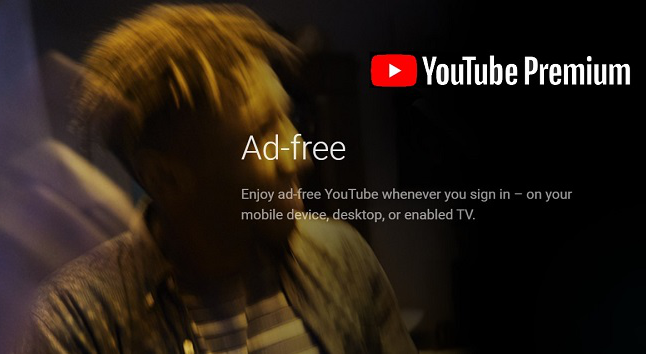 YouTube Premium
Ad-free
Enjoy ad-free YouTube whenever you sign in – on your
mobile device, desktop, or enabled TV.